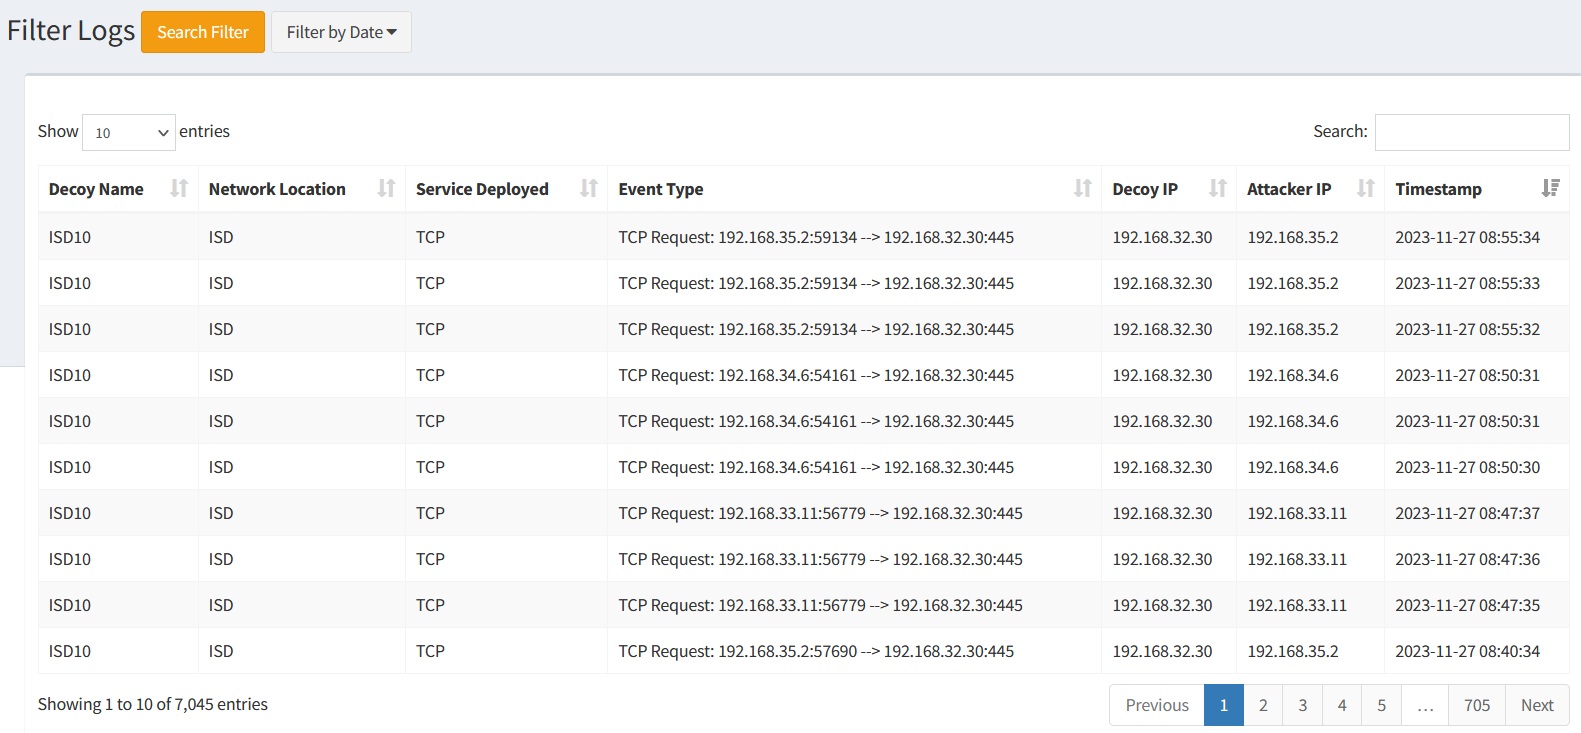 Filter Logs Search Filter Filter by Date
Show 10 entries Search:
Decoy Name Network Location Service Deployed Event Type Decoy IP Attacker IP Timestamp
ISD10 ISD TCP TCP Request: 192.168.35.2:59134 --> 192.168.32.30:445 192.168.32.30 192.168.35.2 2023-11-27 08:55:34
ISD10 ISD TCP TCP Request: 192.168.35.2:59134 --> 192.168.32.30:445 192.168.32.30 192.168.35.2 2023-11-27 08:55:33
ISD10 ISD TCP TCP Request: 192.168.35.2:59134 --> 192.168.32.30:445 192.168.32.30 192.168.35.2 2023-11-27 08:55:32
ISD10 ISD TCP TCP Request: 192.168.34.6:54161 --> 192.168.32.30:445 192.168.32.30 192.168.34.6 2023-11-27 08:50:31
ISD10 ISD TCP TCP Request: 192.168.34.6:54161 --> 192.168.32.30:445 192.168.32.30 192.168.34.6 2023-11-27 08:50:31
ISD10 ISD TCP TCP Request: 192.168.34.6:54161 --> 192.168.32.30:445 192.168.32.30 192.168.34.6 2023-11-27 08:50:30
ISD10 ISD TCP TCP Request: 192.168.33.11:56779 --> 192.168.32.30:445 192.168.32.30 192.168.33.11 2023-11-27 08:47:37
ISD10 ISD TCP TCP Request: 192.168.33.11:56779 --> 192.168.32.30:445 192.168.32.30 192.168.33.11 2023-11-27 08:47:36
ISD10 ISD TCP TCP Request: 192.168.33.11:56779 --> 192.168.32.30:445 192.168.32.30 192.168.33.11 2023-11-27 08:47:35
ISD10 ISD TCP TCP Request: 192.168.35.2:57690 --> 192.168.32.30:445 192.168.32.30 192.168.35.2 2023-11-27 08:40:34
Showing 1 to 10 of 7,045 entries Previous 1 2 3 4 5 … 705 Next